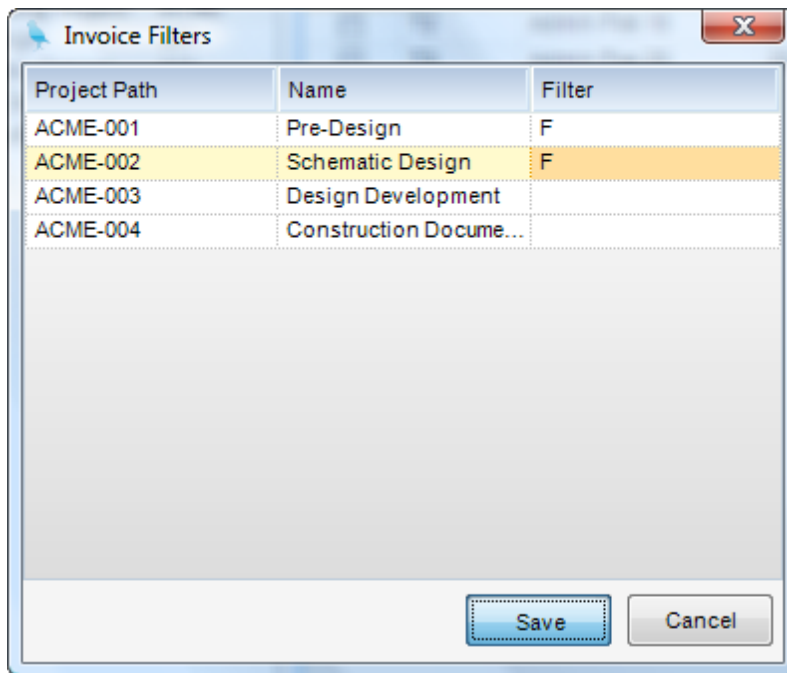 Invoice Filters
Project Path Name Filter
ACME-001 Pre-Design F
ACME-002 Schematic Design F
ACME-003 Design Development
ACME-004 Construction Docume...
Save Cancel